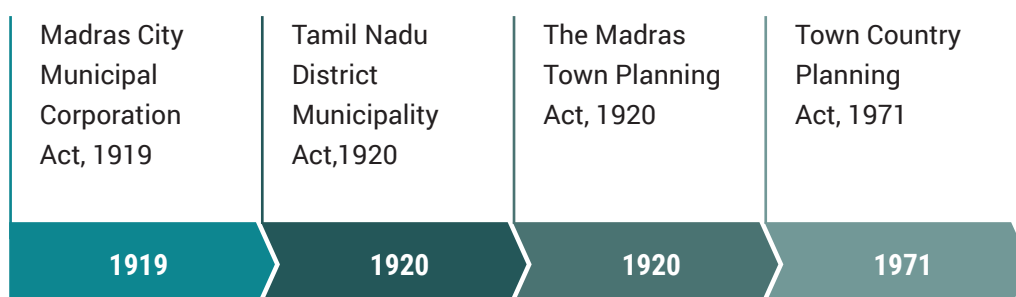 Madras City
Municipal
Corporation
Act, 1919
Tamil Nadu
District
Municipality
Act,1920
The Madras
Town Planning
Act, 1920
Town Country
Planning
Act, 1971
1919
1920
1920
1971